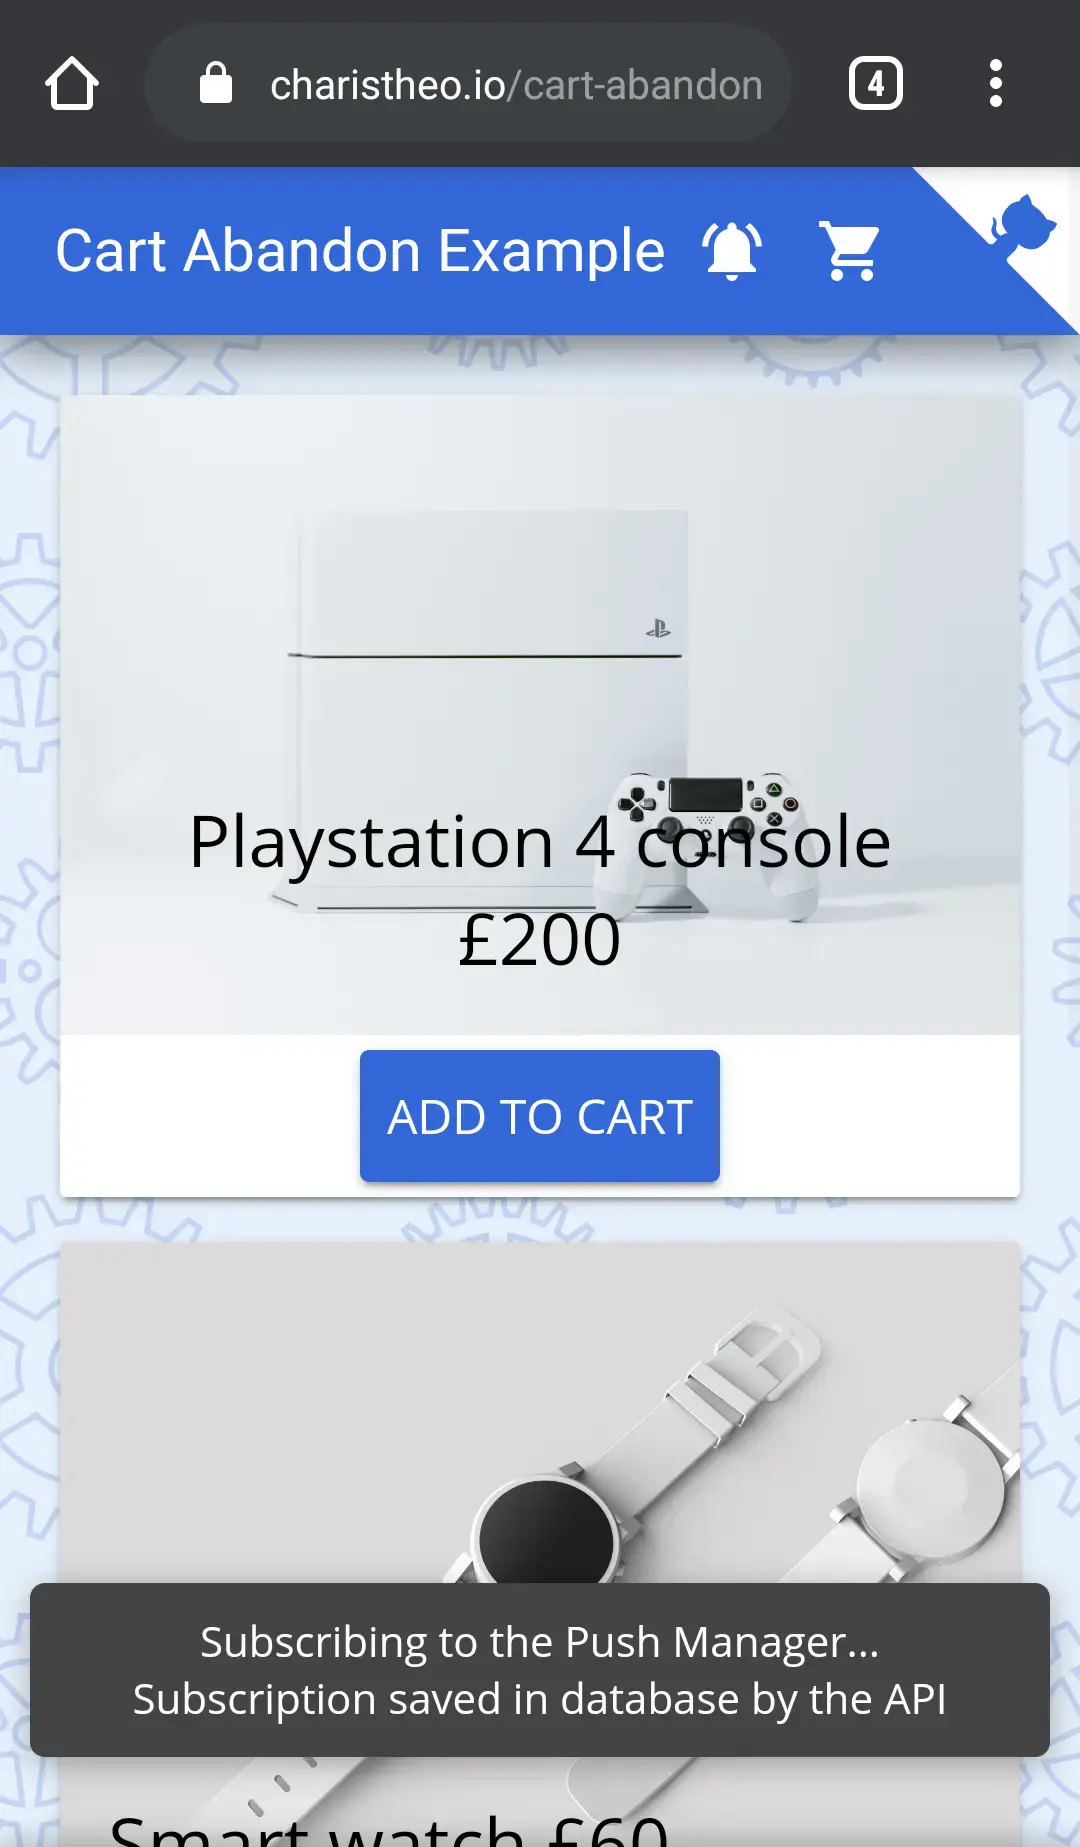 charistheo.io/cart-abandon
4
Cart Abandon Example
Playstation 4 console
£200
ADD TO CART
Subscribing to the Push Manager...
Subscription saved in database by the API
Smart watch £60